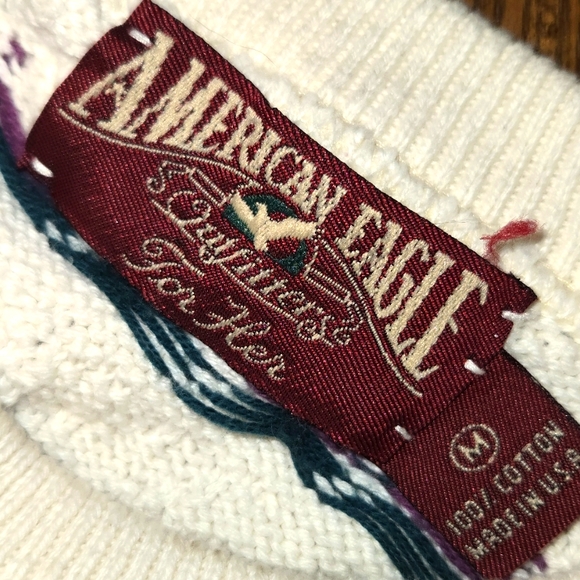 AMERICAN EAGLE
Outfitters
For Her
M
100% COTTON
MADE IN U.S.A.